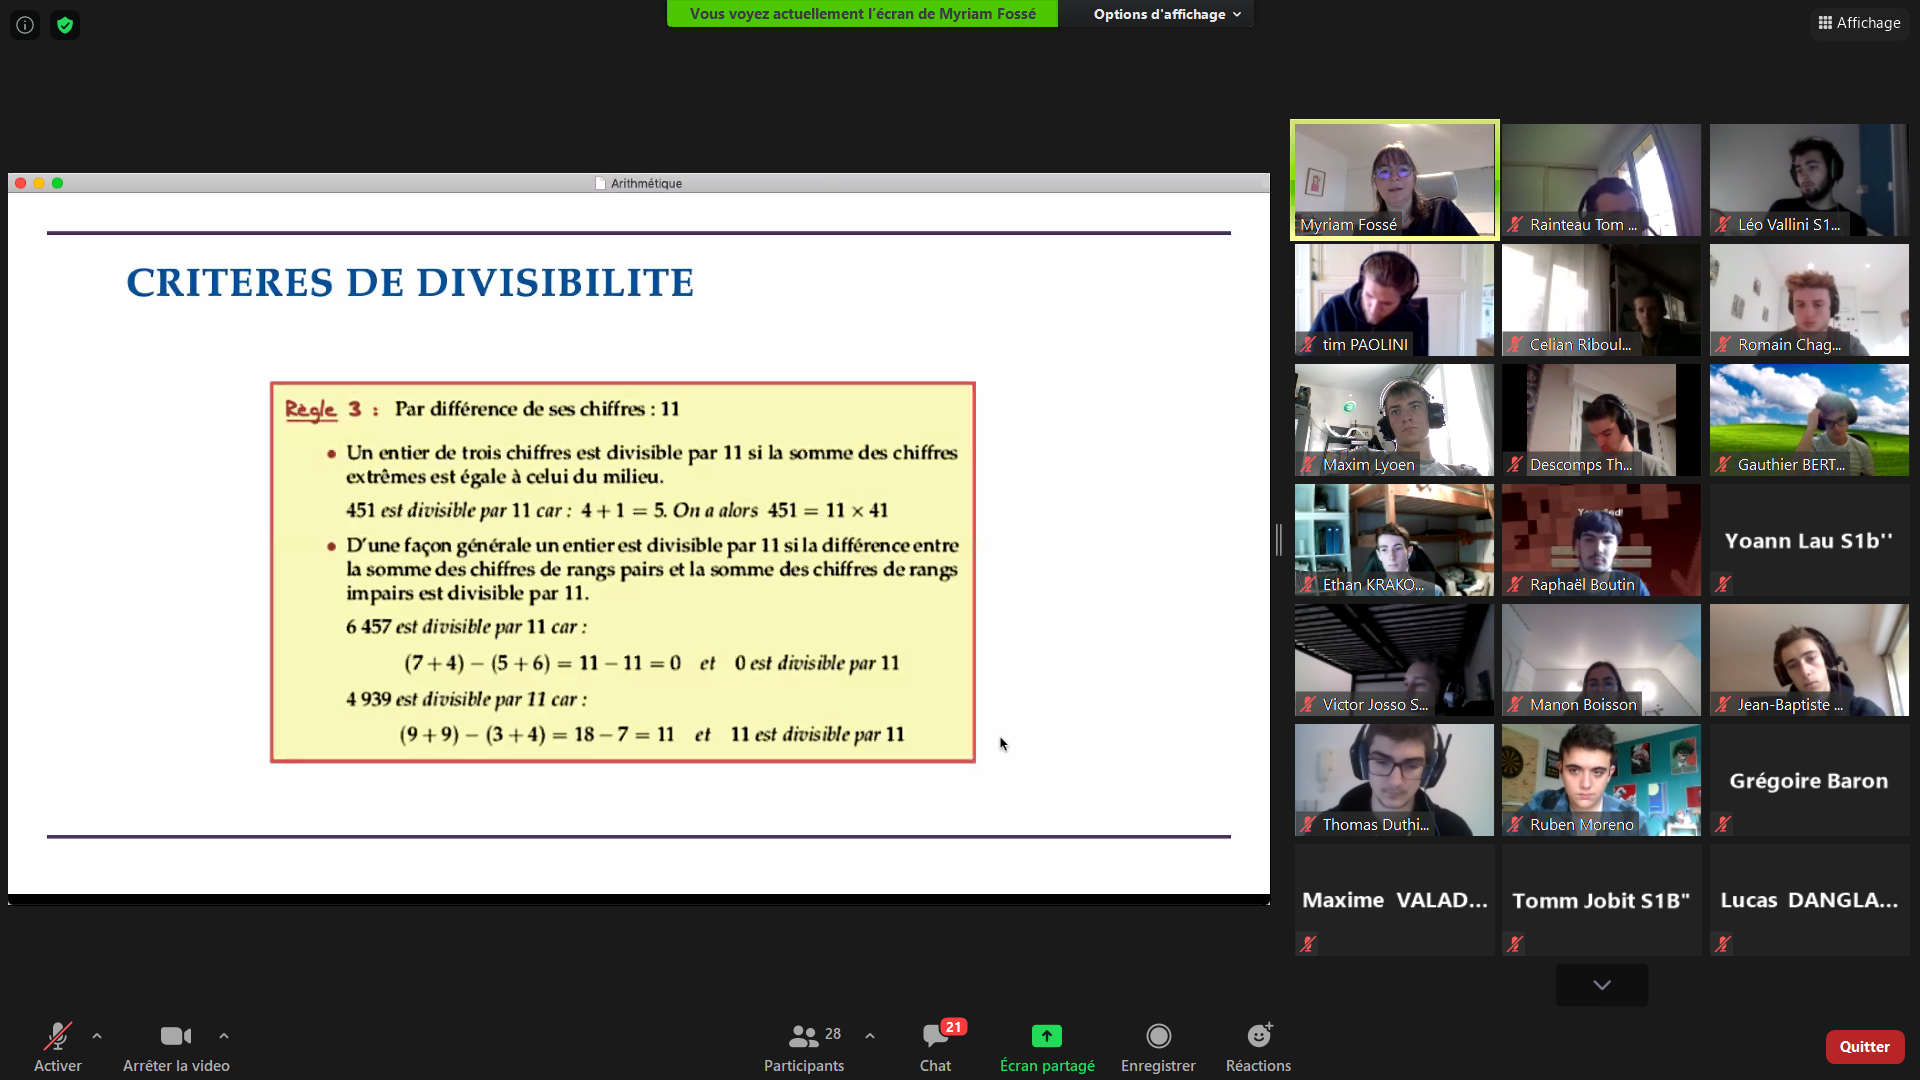 Vous voyez actuellement l'écran de Myriam Fossé
Options d'affichage
Affichage
Arithmétique
CRITERES DE DIVISIBILITE
Règle 3 : Par différence de ses chiffres : 11
• Un entier de trois chiffres est divisible par 11 si la somme des chiffres
extrêmes est égale à celui du milieu.
451 est divisible par 11 car : 4 + 1 = 5. On a alors 451 = 11 × 41
• D'une façon générale un entier est divisible par 11 si la différence entre
la somme des chiffres de rangs pairs et la somme des chiffres de rangs
impairs est divisible par 11.
6 457 est divisible par 11 car :
(7 + 4) − (5 + 6) = 11 − 11 = 0 et 0 est divisible par 11
4 939 est divisible par 11 car :
(9 + 9) − (3 + 4) = 18 − 7 = 11 et 11 est divisible par 11
Myriam Fossé
Rainteau Tom ...
Léo Vallini S1...
tim PAOLINI
Celian Riboul...
Romain Chag...
Maxim Lyoen
Descomps Th...
Gauthier BERT...
Ethan KRAKO...
Raphaël Boutin
Yoann Lau S1b''
Victor Josso S...
Manon Boisson
Jean-Baptiste ...
Thomas Duthi...
Ruben Moreno
Grégoire Baron
Maxime VALAD...
Tomm Jobit S1B"
Lucas DANGLA...
Activer
Arrêter la video
28
Participants
21
Chat
Écran partagé
Enregistrer
Réactions
Quitter